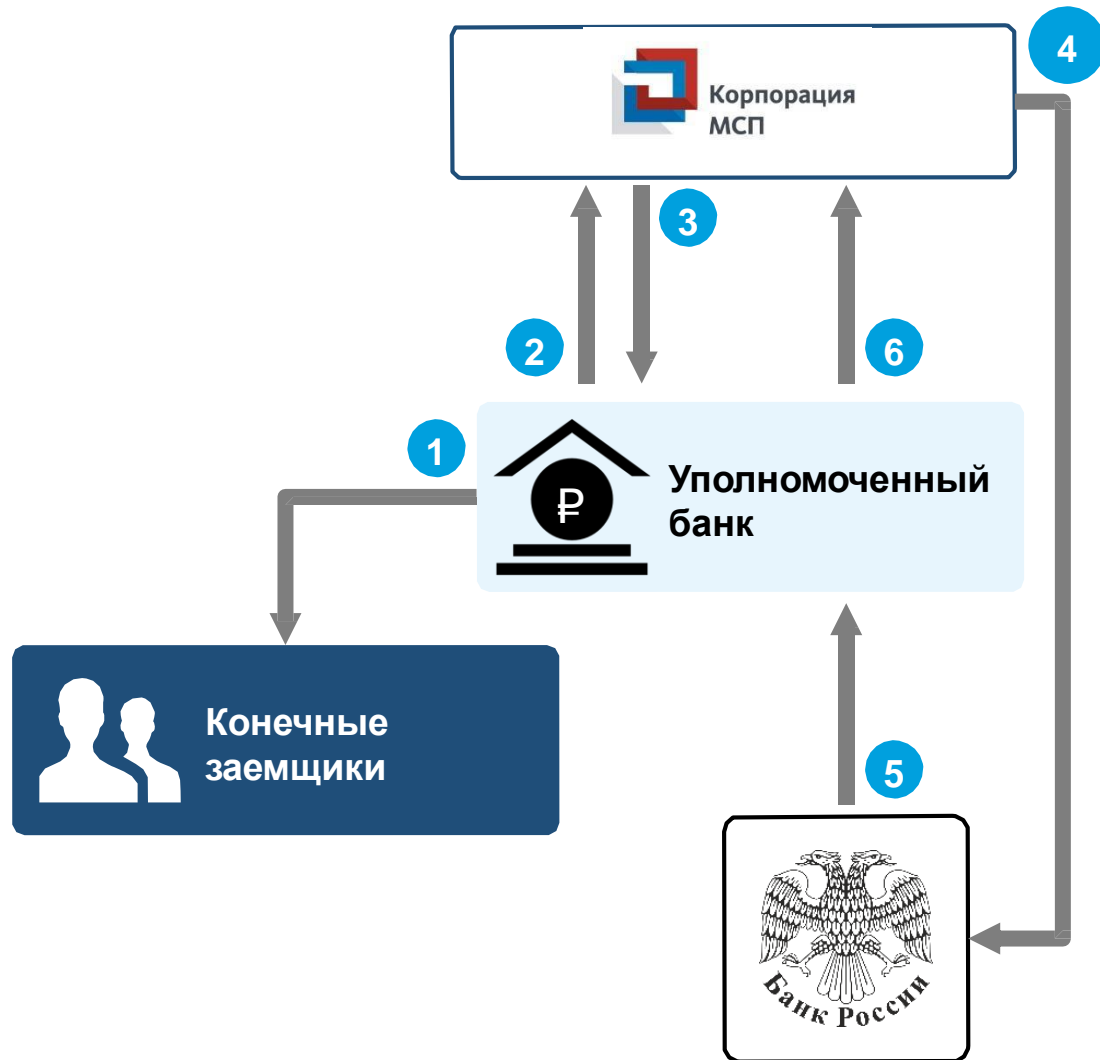 4
Корпорация
МСП
3
2
6
1
₽
Уполномоченный
банк
Конечные
заемщики
5
Банк России